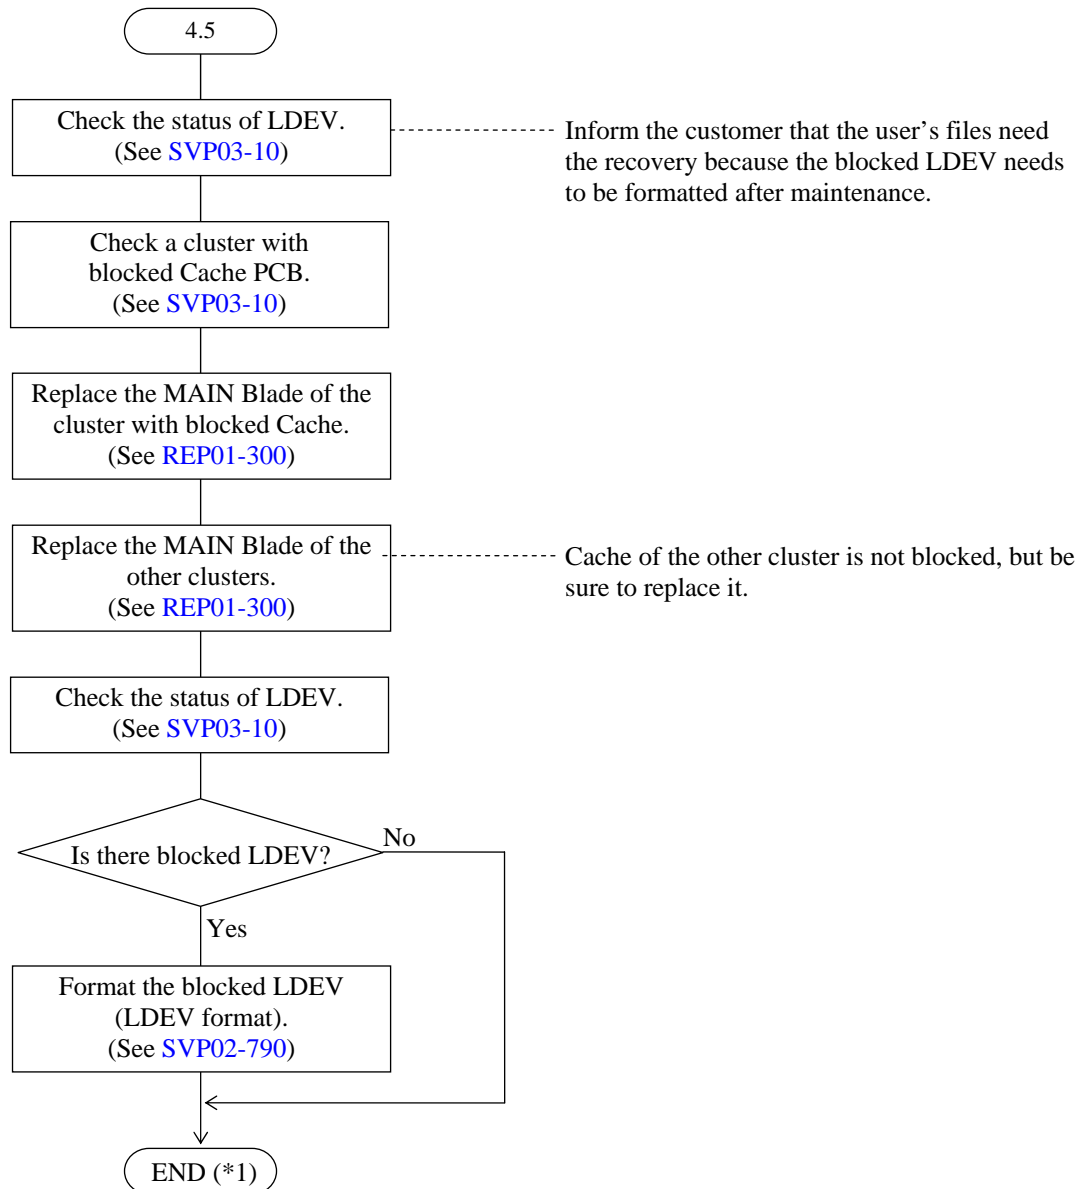 4.5
Check the status of LDEV.
(See SVP03-10)
Inform the customer that the user’s files need
the recovery because the blocked LDEV needs
to be formatted after maintenance.
Check a cluster with
blocked Cache PCB.
(See SVP03-10)
Replace the MAIN Blade of the
cluster with blocked Cache.
(See REP01-300)
Replace the MAIN Blade of the
other clusters.
(See REP01-300)
Cache of the other cluster is not blocked, but be
sure to replace it.
Check the status of LDEV.
(See SVP03-10)
Is there blocked LDEV?
No
Yes
Format the blocked LDEV
(LDEV format).
(See SVP02-790)
END (*1)